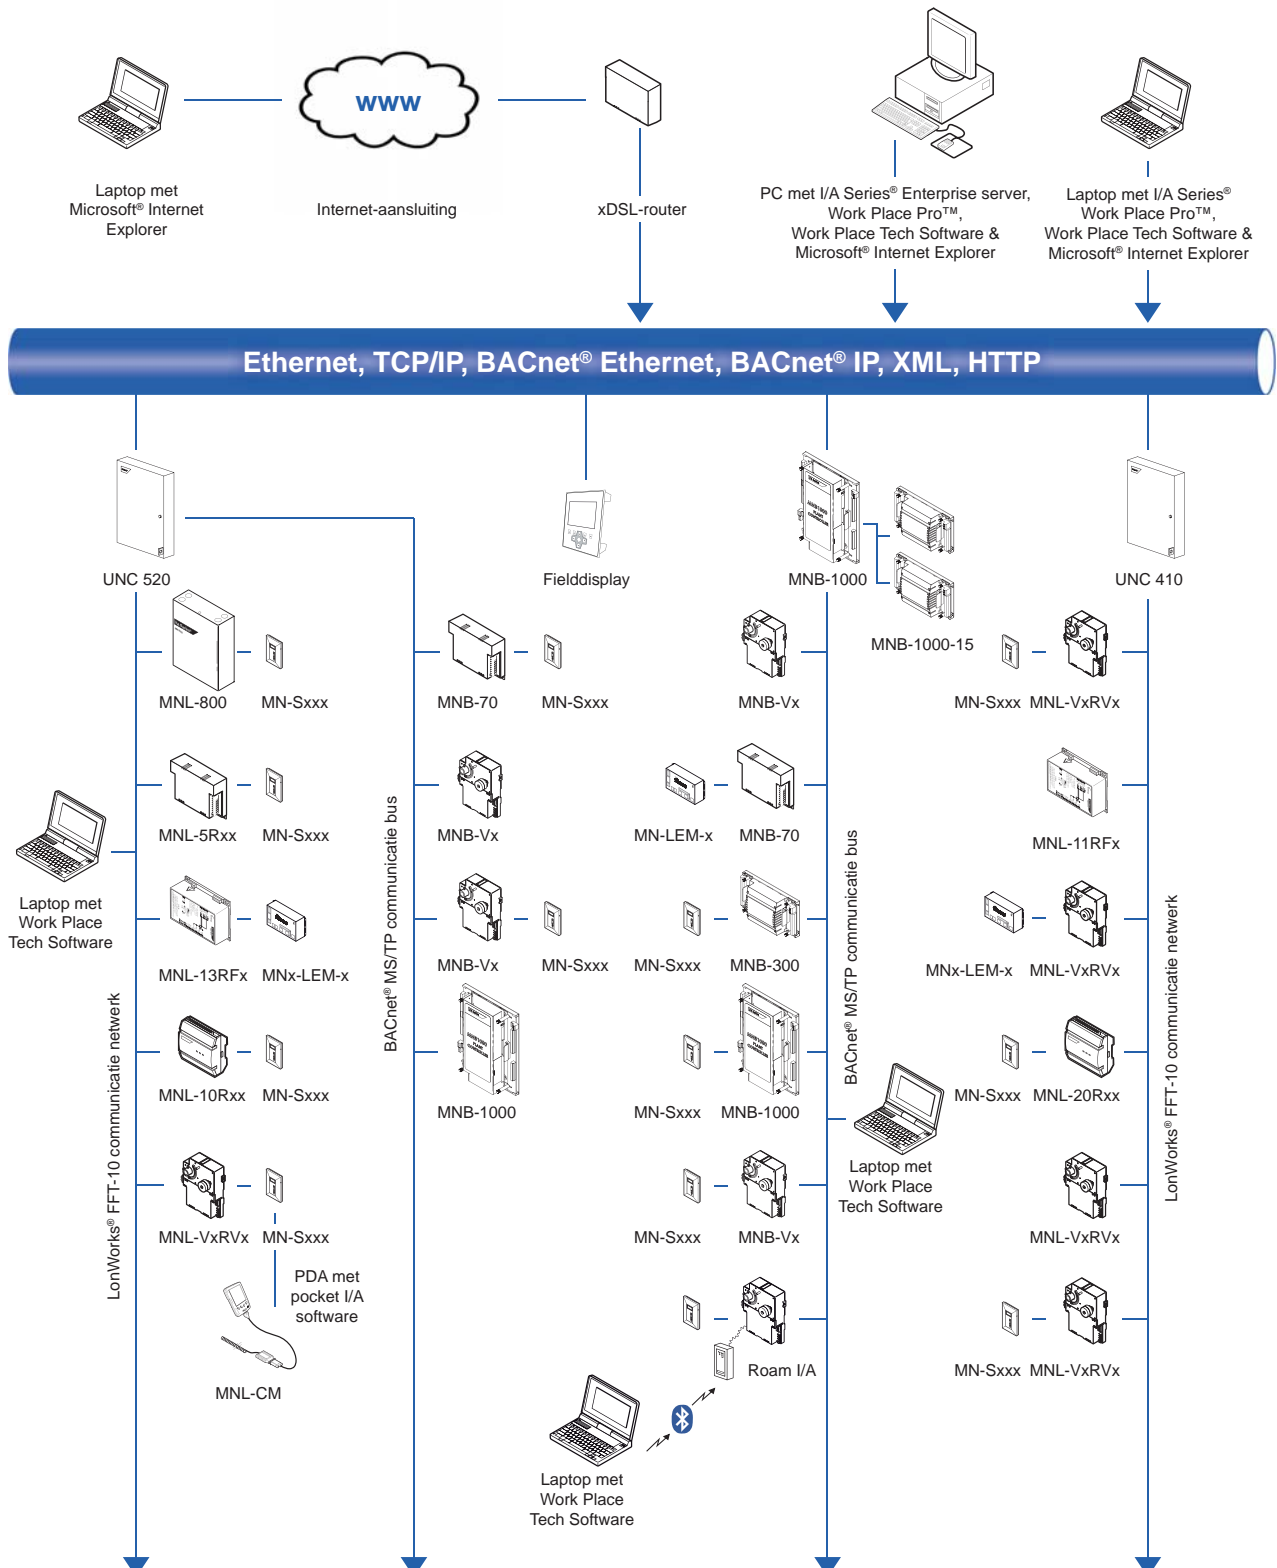 www
Laptop met
Microsoft® Internet
Explorer
Internet-aansluiting
xDSL-router
PC met I/A Series® Enterprise server,
Work Place Pro™,
Work Place Tech Software &
Microsoft® Internet Explorer
Laptop met I/A Series®
Work Place Pro™,
Work Place Tech Software &
Microsoft® Internet Explorer
Ethernet, TCP/IP, BACnet® Ethernet, BACnet® IP, XML, HTTP
UNC 520
Fielddisplay
MNB-1000
UNC 410
MNB-1000-15
MNL-800
MN-Sxxx
MNB-70
MN-Sxxx
MNB-Vx
MN-Sxxx
MNL-VxRVx
MNL-5Rxx
MN-Sxxx
MNB-Vx
MN-LEM-x
MNB-70
MNL-11RFx
Laptop met
Work Place
Tech Software
MNL-13RFx
MNx-LEM-x
MNB-Vx
MN-Sxxx
MN-Sxxx
MNB-300
MNx-LEM-x
MNL-VxRVx
LonWorks® FFT-10 communicatie netwerk
BACnet® MS/TP communicatie bus
BACnet® MS/TP communicatie bus
LonWorks® FFT-10 communicatie netwerk
MNL-10Rxx
MN-Sxxx
MNB-1000
MN-Sxxx
MNB-1000
MN-Sxxx
MNL-20Rxx
Laptop met
Work Place
Tech Software
MNL-VxRVx
MN-Sxxx
MN-Sxxx
MNB-Vx
MNL-VxRVx
PDA met
pocket I/A
software
MNL-CM
Roam I/A
MN-Sxxx
MNL-VxRVx
Laptop met
Work Place
Tech Software